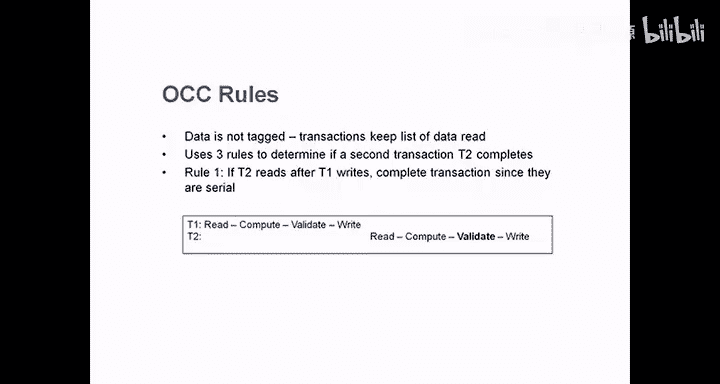 bilibili
OCC Rules
• Data is not tagged – transactions keep list of data read
• Uses 3 rules to determine if a second transaction T2 completes
• Rule 1: If T2 reads after T1 writes, complete transaction since they
are serial
T1: Read – Compute – Validate – Write
T2: Read – Compute – Validate – Write